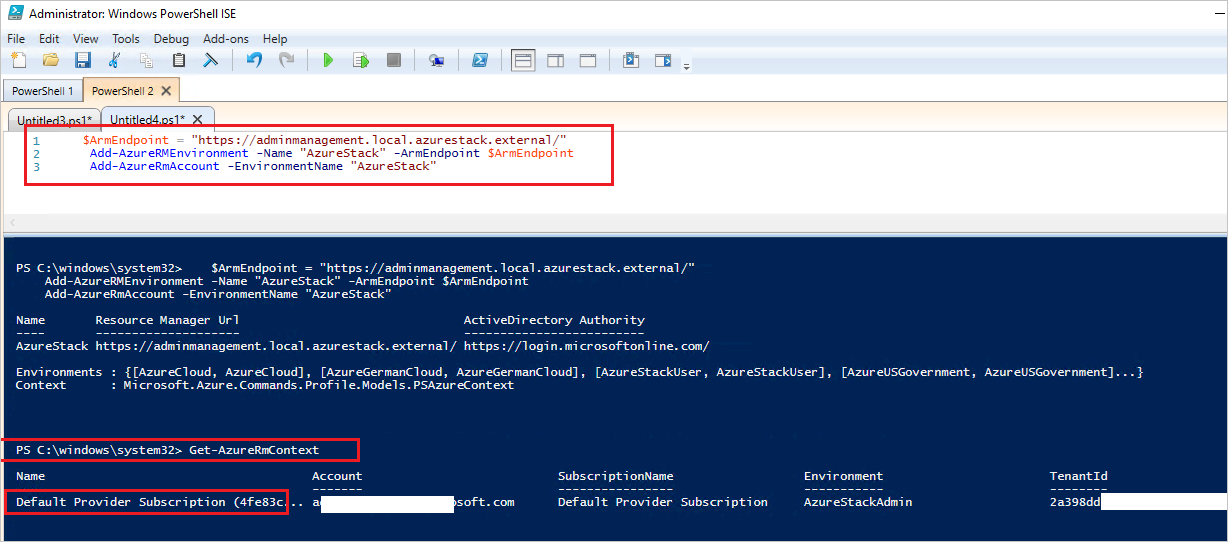 Administrator: Windows PowerShell ISE
File Edit View Tools Debug Add-ons Help
PowerShell 1 PowerShell 2
Untitled3.ps1* Untitled4.ps1*
1 $ArmEndpoint = "https://adminmanagement.local.azurestack.external/"
2 Add-AzureRMEnvironment -Name "AzureStack" -ArmEndpoint $ArmEndpoint
3 Add-AzureRmAccount -EnvironmentName "AzureStack"
PS C:\windows\system32> $ArmEndpoint = "https://adminmanagement.local.azurestack.external/"
Add-AzureRMEnvironment -Name "AzureStack" -ArmEndpoint $ArmEndpoint
Add-AzureRmAccount -EnvironmentName "AzureStack"
Name Resource Manager Url ActiveDirectory Authority
---- -------------------- -------------------------
AzureStack https://adminmanagement.local.azurestack.external/ https://login.microsoftonline.com/
Environments : {[AzureCloud, AzureCloud], [AzureGermanCloud, AzureGermanCloud], [AzureStackUser, AzureStackUser], [AzureUSGovernment, AzureUSGovernment]...}
Context : Microsoft.Azure.Commands.Profile.Models.PSAzureContext
PS C:\windows\system32> Get-AzureRmContext
Name Account SubscriptionName Environment TenantId
---- ------- ---------------- ----------- --------
Default Provider Subscription (4fe83c... a osoft.com Default Provider Subscription AzureStackAdmin 2a398dd